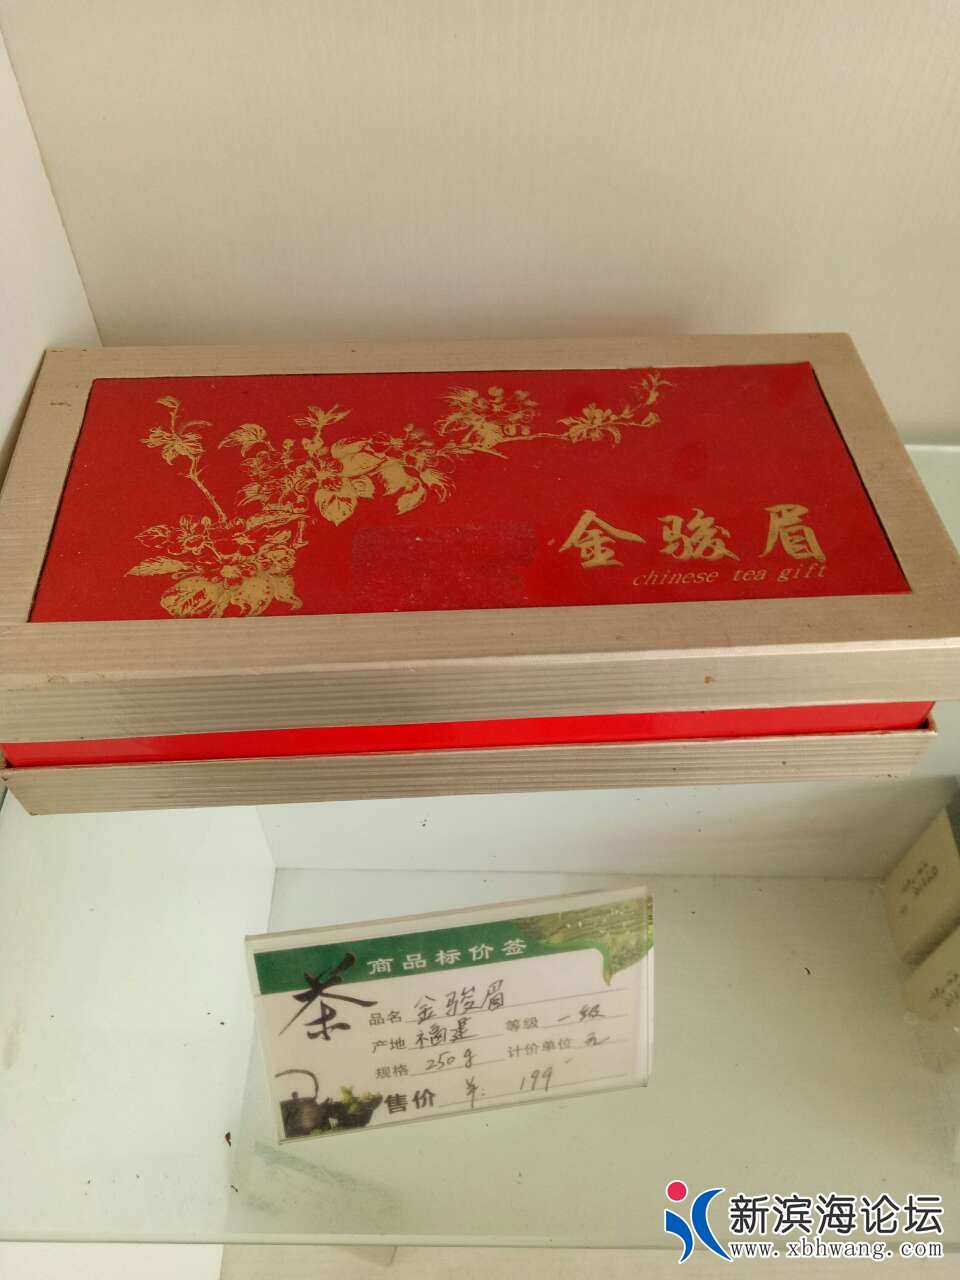 金骏眉
chinese tea gift
茶
商品标价签
品名 金骏眉
产地 等级 一级
规格 250g 计价单位 元
售价 羊: 199
新滨海论坛
www.xbhwang.com